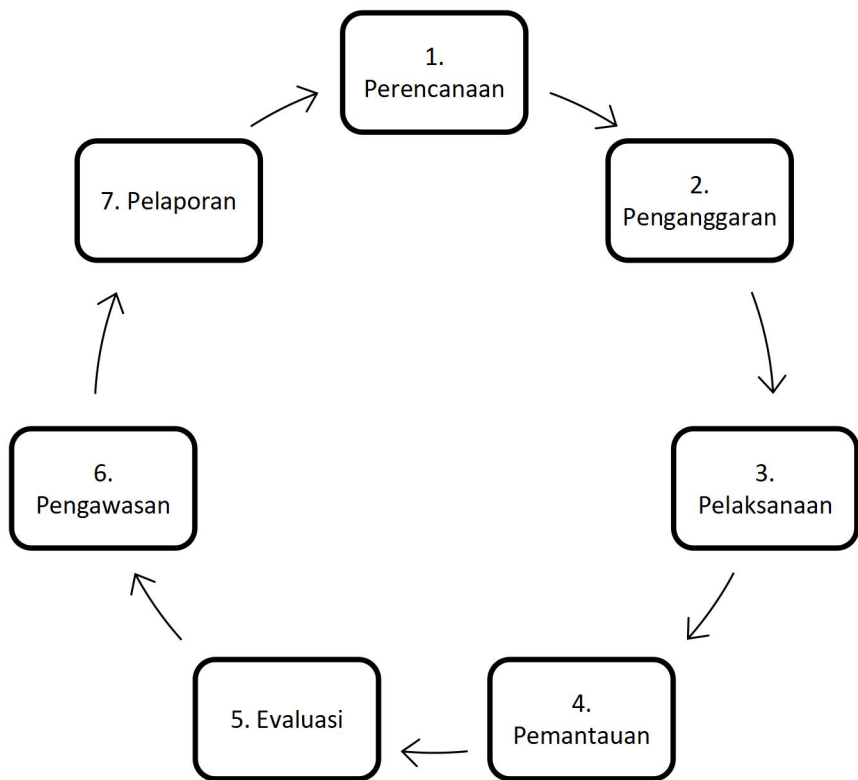 1.
Perencanaan
2.
Penganggaran
3.
Pelaksanaan
4.
Pemantauan
5. Evaluasi
6.
Pengawasan
7. Pelaporan